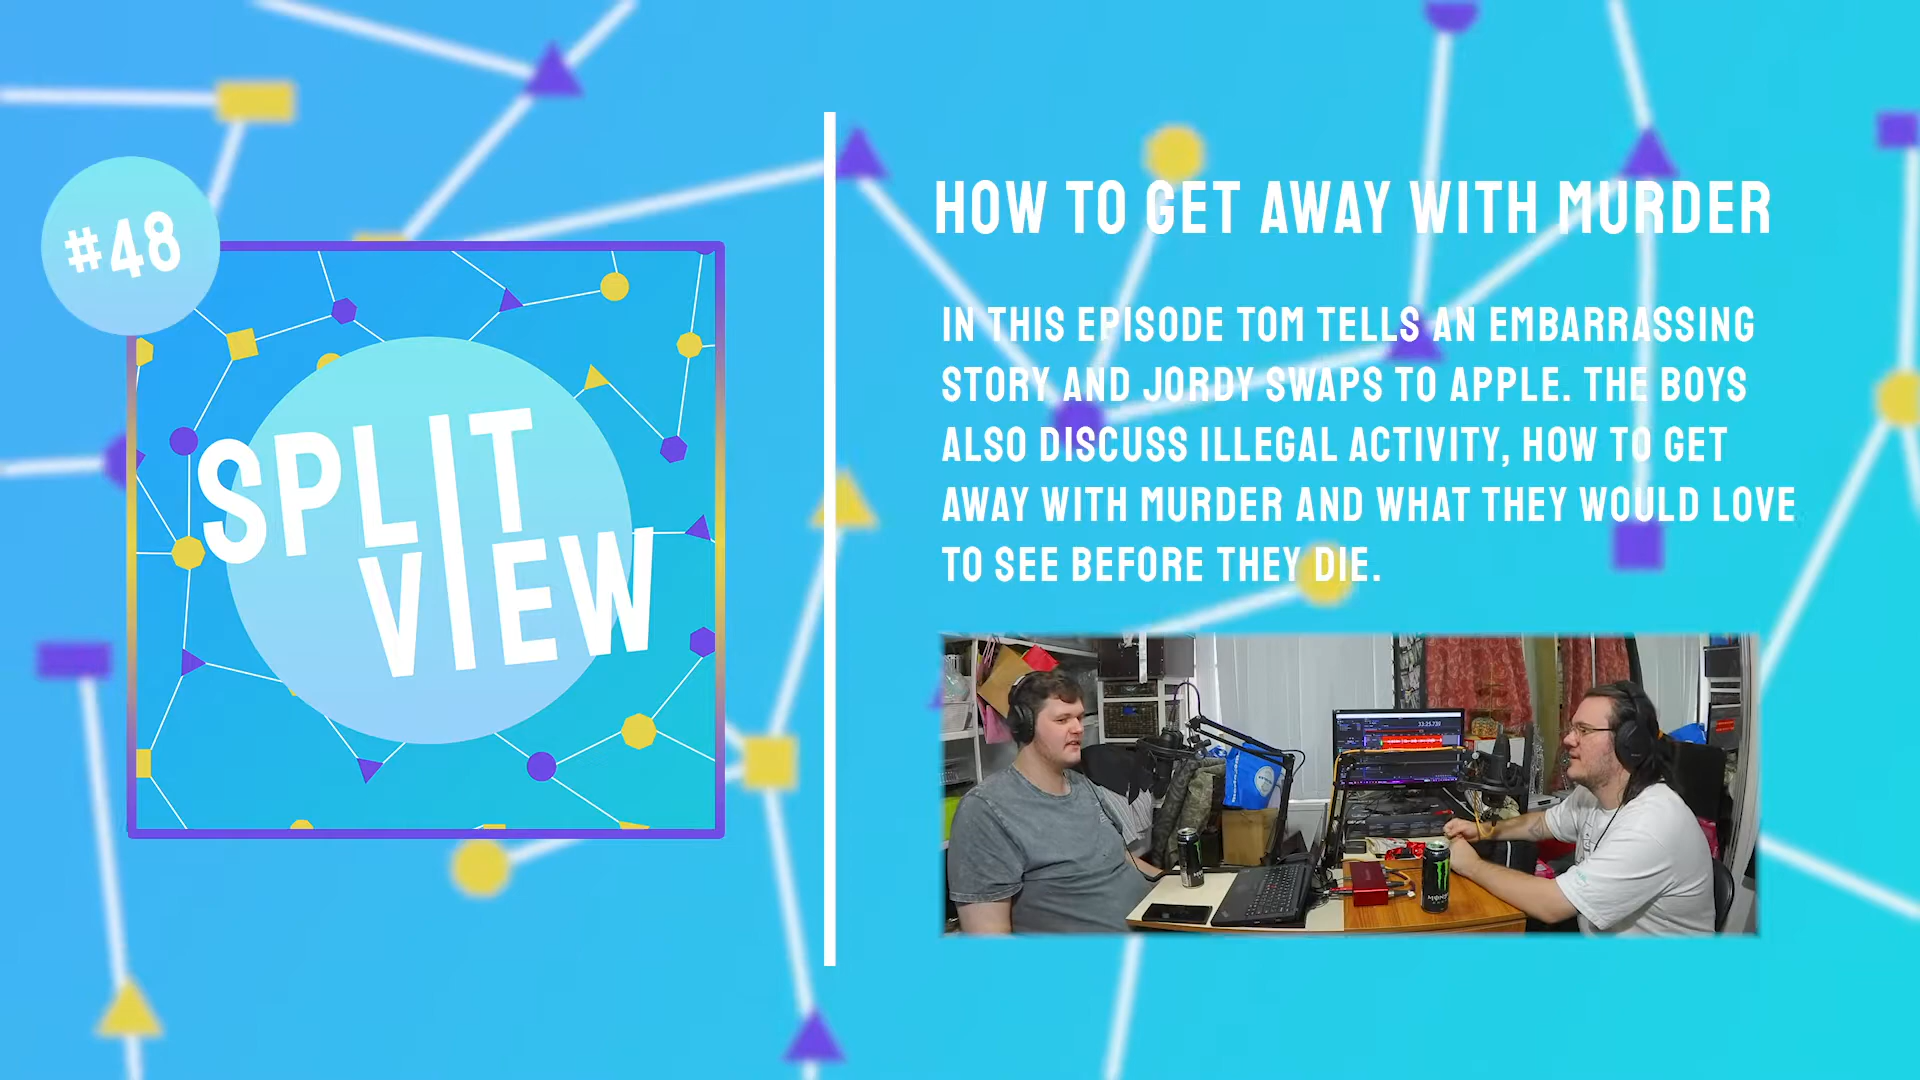 #48
SPLIT
VIEW
HOW TO GET AWAY WITH MURDER
IN THIS EPISODE TOM TELLS AN EMBARRASSING
STORY AND JORDY SWAPS TO APPLE. THE BOYS
ALSO DISCUSS ILLEGAL ACTIVITY, HOW TO GET
AWAY WITH MURDER AND WHAT THEY WOULD LOVE
TO SEE BEFORE THEY DIE.